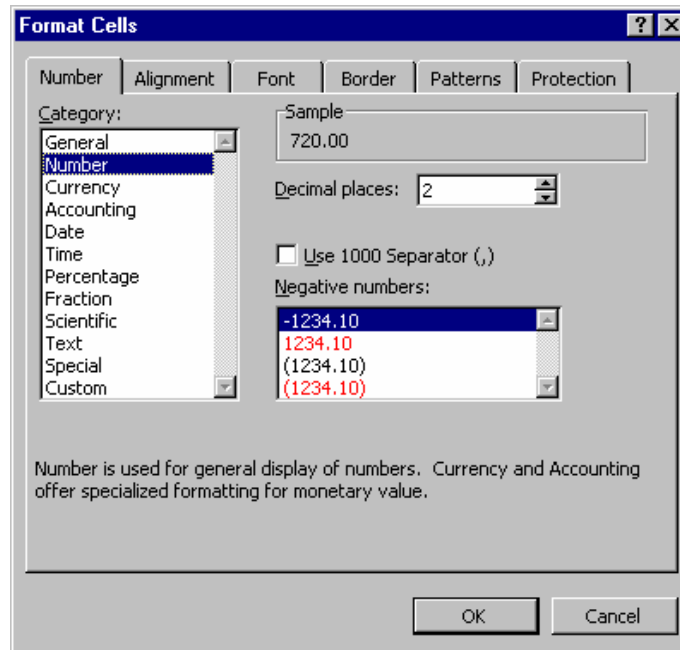 Format Cells
Number Alignment Font Border Patterns Protection
Category:
General
Number
Currency
Accounting
Date
Time
Percentage
Fraction
Scientific
Text
Special
Custom
Sample
720.00
Decimal places: 2
Use 1000 Separator (,)
Negative numbers:
-1234.10
1234.10
(1234.10)
(1234.10)
Number is used for general display of numbers.  Currency and Accounting
offer specialized formatting for monetary value.
OK Cancel